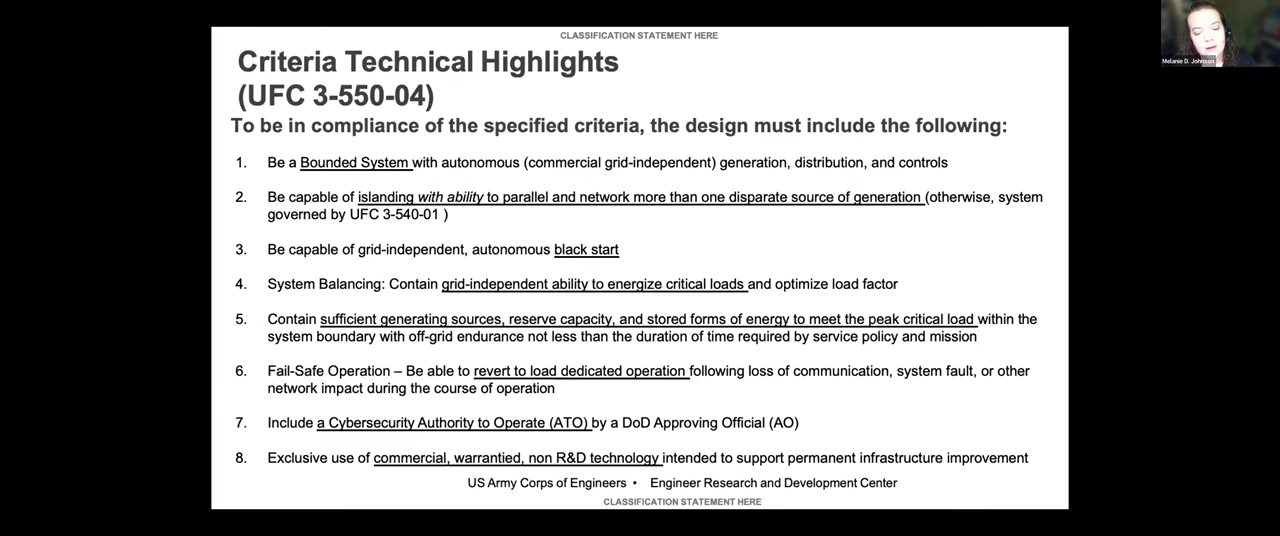 CLASSIFICATION STATEMENT HERE
Criteria Technical Highlights
(UFC 3-550-04)
To be in compliance of the specified criteria, the design must include the following:
1. Be a Bounded System with autonomous (commercial grid-independent) generation, distribution, and controls
2. Be capable of islanding with ability to parallel and network more than one disparate source of generation (otherwise, system
governed by UFC 3-540-01 )
3. Be capable of grid-independent, autonomous black start
4. System Balancing: Contain grid-independent ability to energize critical loads and optimize load factor
5. Contain sufficient generating sources, reserve capacity, and stored forms of energy to meet the peak critical load within the
system boundary with off-grid endurance not less than the duration of time required by service policy and mission
6. Fail-Safe Operation – Be able to revert to load dedicated operation following loss of communication, system fault, or other
network impact during the course of operation
7. Include a Cybersecurity Authority to Operate (ATO) by a DoD Approving Official (AO)
8. Exclusive use of commercial, warrantied, non R&D technology intended to support permanent infrastructure improvement
US Army Corps of Engineers • Engineer Research and Development Center
CLASSIFICATION STATEMENT HERE
Melanie D. Johnson